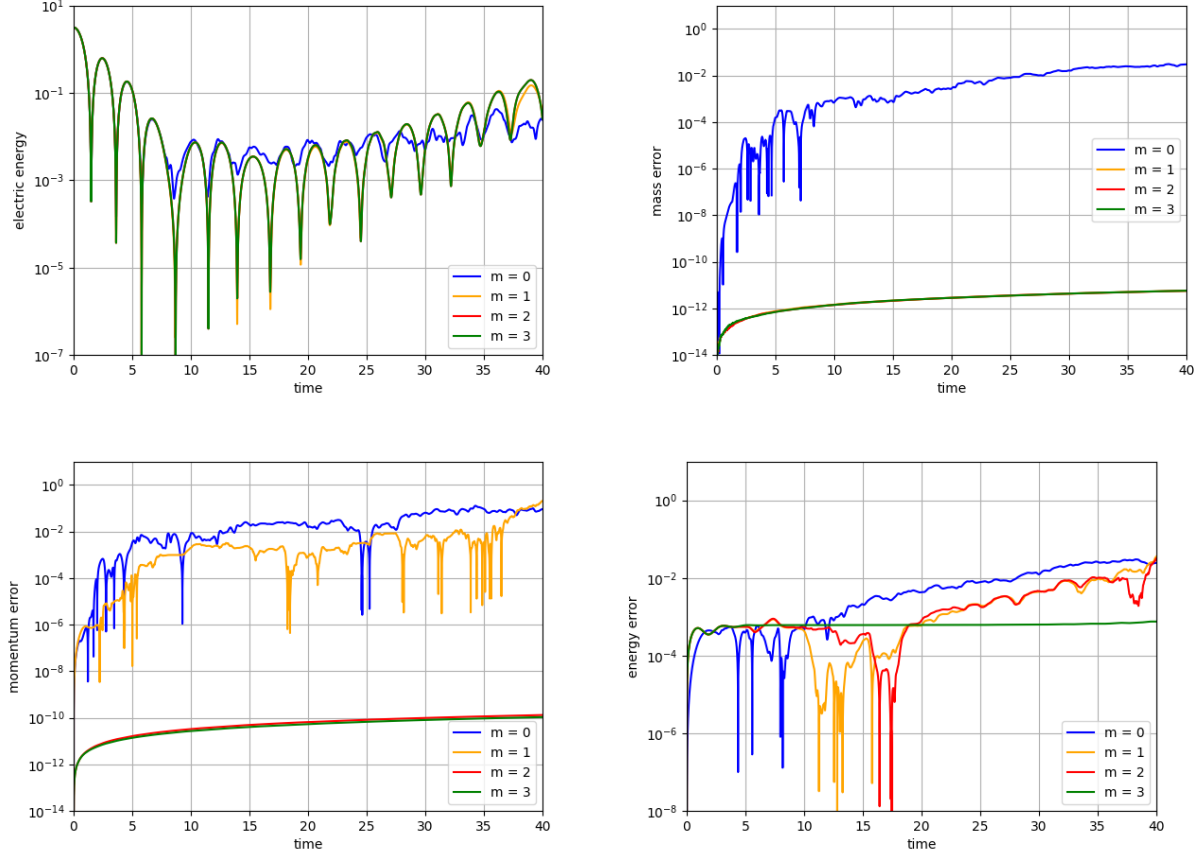 electric energy
10^1
10^-1
10^-3
10^-5
10^-7
0 5 10 15 20 25 30 35 40
time
m = 0
m = 1
m = 2
m = 3
mass error
10^0
10^-2
10^-4
10^-6
10^-8
10^-10
10^-12
10^-14
0 5 10 15 20 25 30 35 40
time
m = 0
m = 1
m = 2
m = 3
momentum error
10^0
10^-2
10^-4
10^-6
10^-8
10^-10
10^-12
10^-14
0 5 10 15 20 25 30 35 40
time
m = 0
m = 1
m = 2
m = 3
energy error
10^0
10^-2
10^-4
10^-6
10^-8
0 5 10 15 20 25 30 35 40
time
m = 0
m = 1
m = 2
m = 3